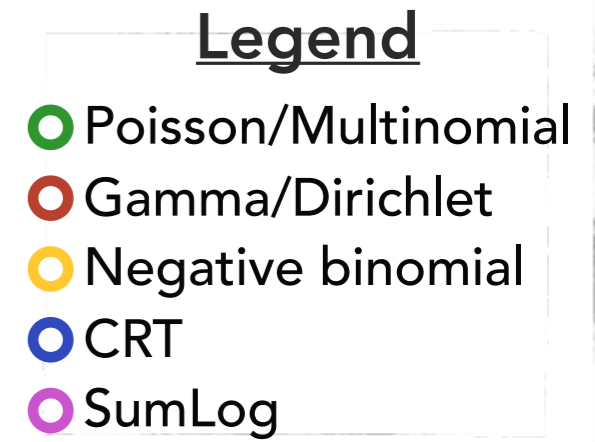 Legend
Poisson/Multinomial
Gamma/Dirichlet
Negative binomial
CRT
SumLog